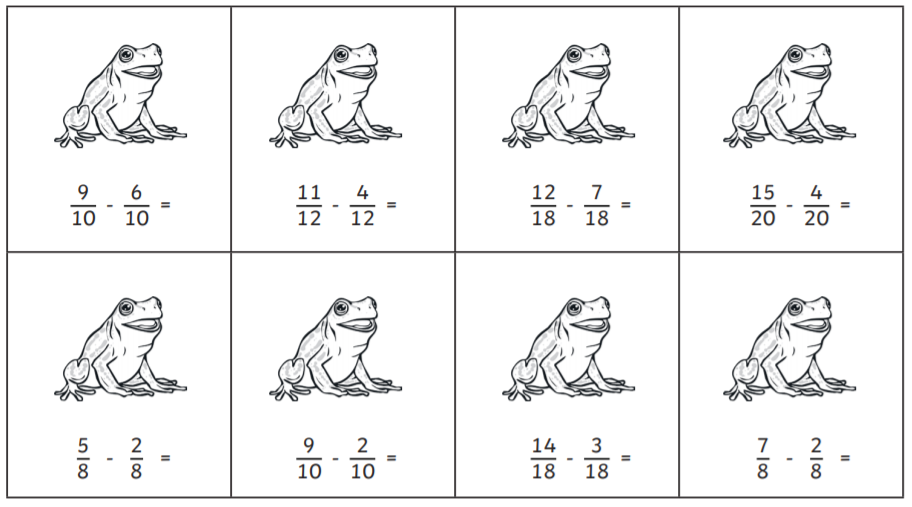 9/10 - 6/10 =
11/12 - 4/12 =
12/18 - 7/18 =
15/20 - 4/20 =
5/8 - 2/8 =
9/10 - 2/10 =
14/18 - 3/18 =
7/8 - 2/8 =